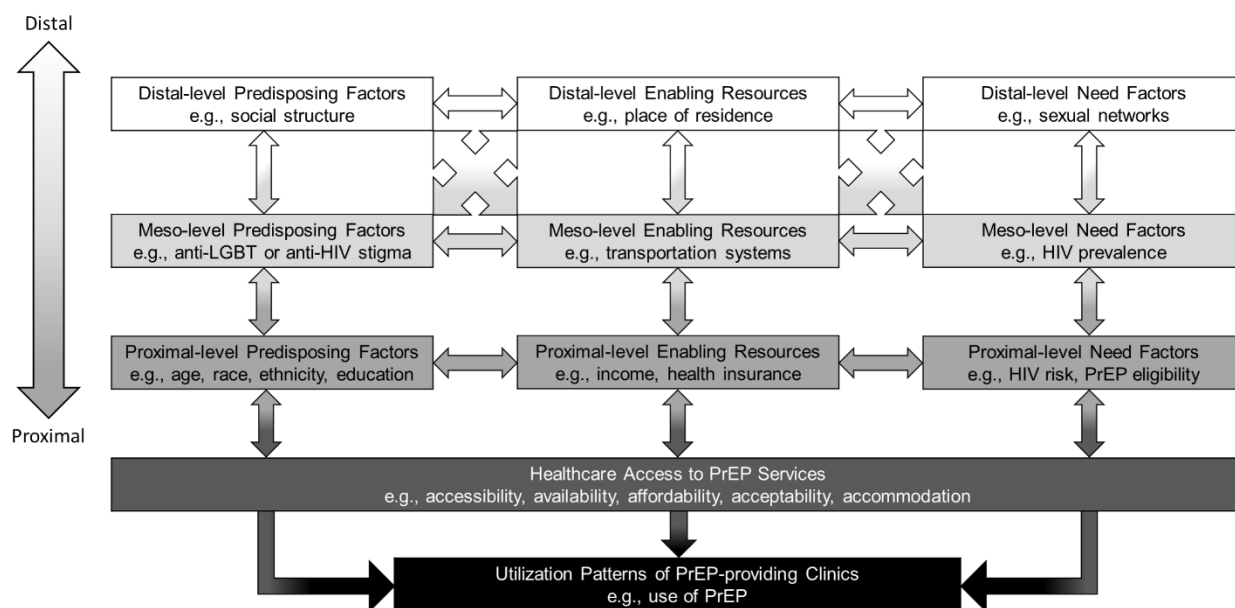 Distal
Distal-level Predisposing Factors
e.g., social structure
Distal-level Enabling Resources
e.g., place of residence
Distal-level Need Factors
e.g., sexual networks
Meso-level Predisposing Factors
e.g., anti-LGBT or anti-HIV stigma
Meso-level Enabling Resources
e.g., transportation systems
Meso-level Need Factors
e.g., HIV prevalence
Proximal-level Predisposing Factors
e.g., age, race, ethnicity, education
Proximal-level Enabling Resources
e.g., income, health insurance
Proximal-level Need Factors
e.g., HIV risk, PrEP eligibility
Proximal
Healthcare Access to PrEP Services
e.g., accessibility, availability, affordability, acceptability, accommodation
Utilization Patterns of PrEP-providing Clinics
e.g., use of PrEP